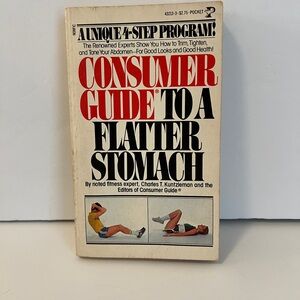 $2.75 • POCKET
A UNIQUE 4-STEP PROGRAM!
The Renowned Experts Show You How to Trim, Tighten,
and Tone Your Abdomen—For Good Looks and Good Health!
CONSUMER
GUIDE® TO A
FLATTER
STOMACH
By noted fitness expert, Charles T. Kuntzleman and the
Editors of Consumer Guide®